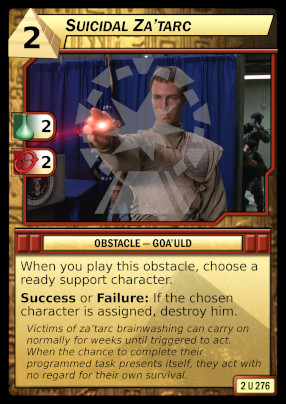 SUICIDAL ZA'TARC
2
2
2
OBSTACLE — GOA'ULD
When you play this obstacle, choose a
ready support character.
Success or Failure: If the chosen
character is assigned, destroy him.
Victims of za'tarc brainwashing can carry on
normally for weeks until triggered to act.
When the chance to complete their
programmed task presents itself, they act with
no regard for their own survival.
2 U 276